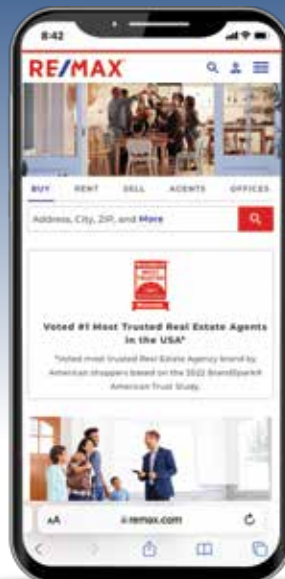 8:42
RE/MAX
BUY RENT SELL AGENTS OFFICES
Address, City, ZIP, and More
MOST
TRUSTED
Voted #1 Most Trusted Real Estate Agents
in the USA*
*Voted most trusted Real Estate Agency brand by
American shoppers based on the 2022 BrandSpark®
American Trust Study.
AA remax.com